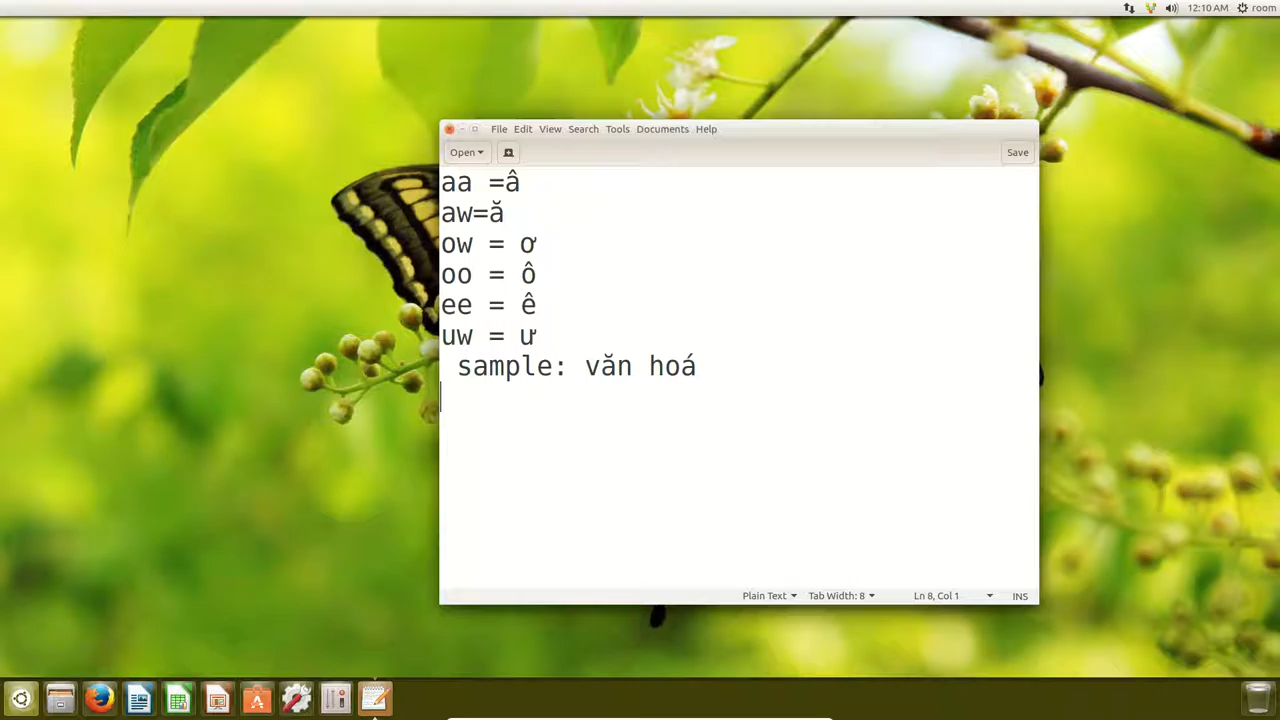 12:10 AM room
File Edit View Search Tools Documents Help
Open Save
aa =â
aw=ă
ow = ơ
oo = ô
ee = ê
uw = ư
sample: văn hoá
Plain Text Tab Width: 8 Ln 8, Col 1 INS